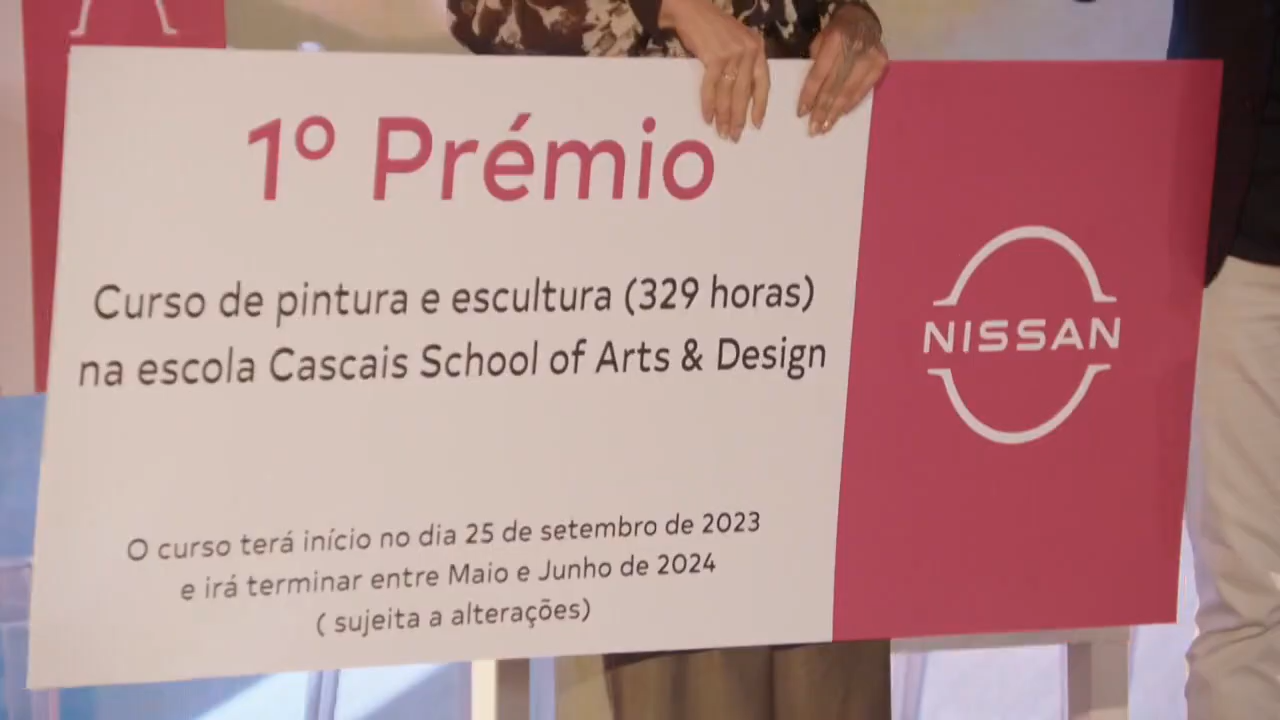 1º Prémio
Curso de pintura e escultura (329 horas)
na escola Cascais School of Arts & Design
O curso terá início no dia 25 de setembro de 2023
e irá terminar entre Maio e Junho de 2024
( sujeita a alterações)
NISSAN